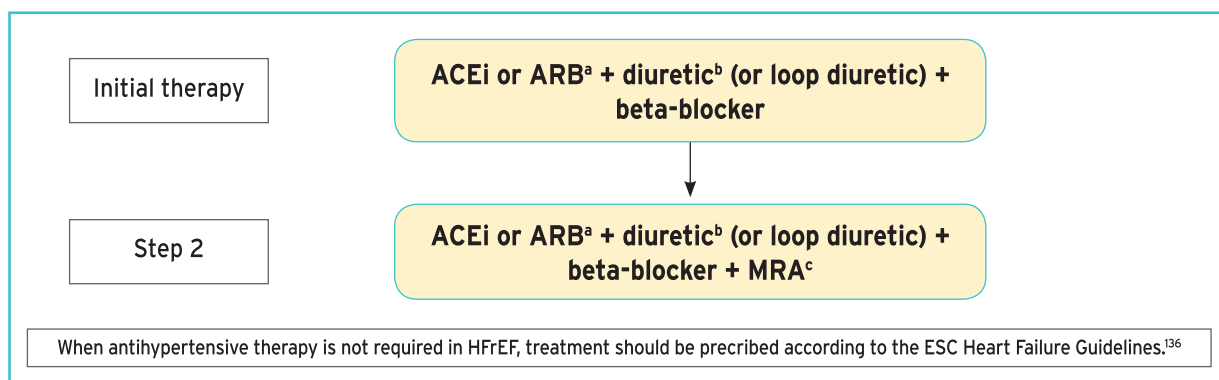 Initial therapy
ACEi or ARBᵃ + diureticᵇ (or loop diuretic) +
beta-blocker
Step 2
ACEi or ARBᵃ + diureticᵇ (or loop diuretic) +
beta-blocker + MRAᶜ
When antihypertensive therapy is not required in HFrEF, treatment should be precribed according to the ESC Heart Failure Guidelines.¹³⁶